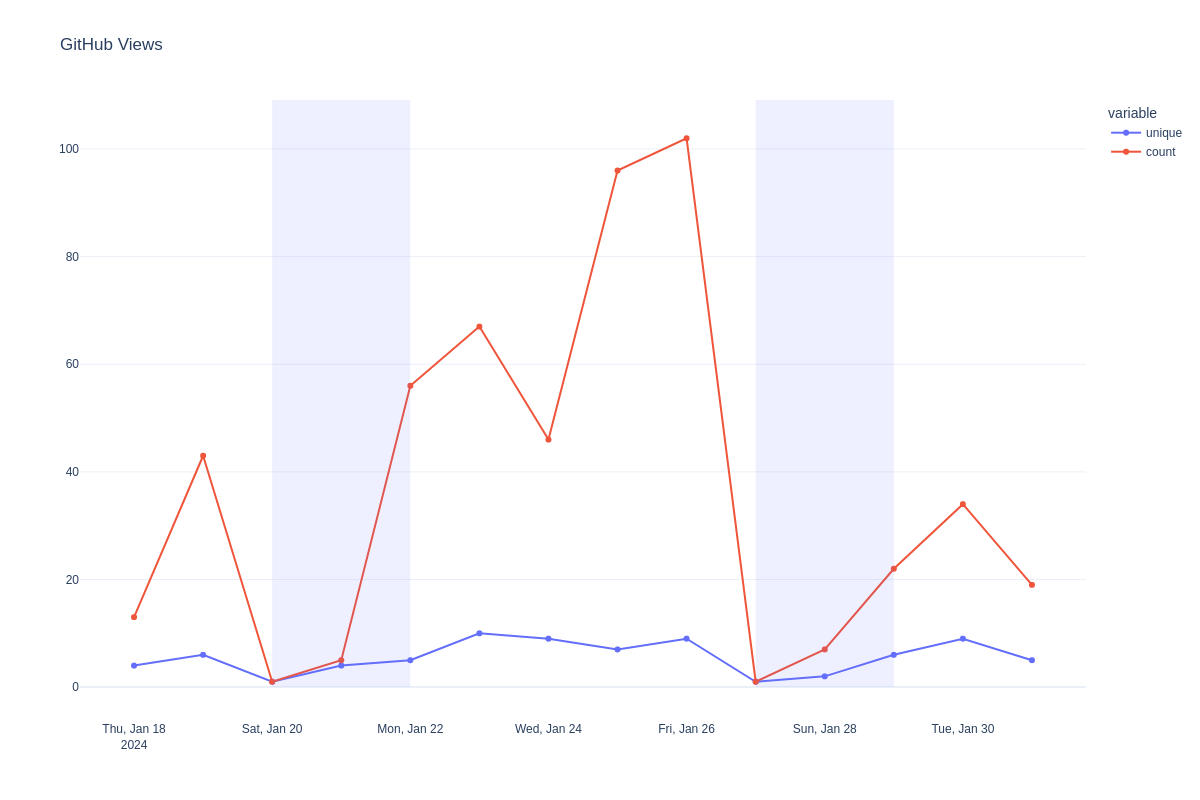 GitHub Views
variable
unique
count
100
80
60
40
20
0
Thu, Jan 18
2024
Sat, Jan 20
Mon, Jan 22
Wed, Jan 24
Fri, Jan 26
Sun, Jan 28
Tue, Jan 30